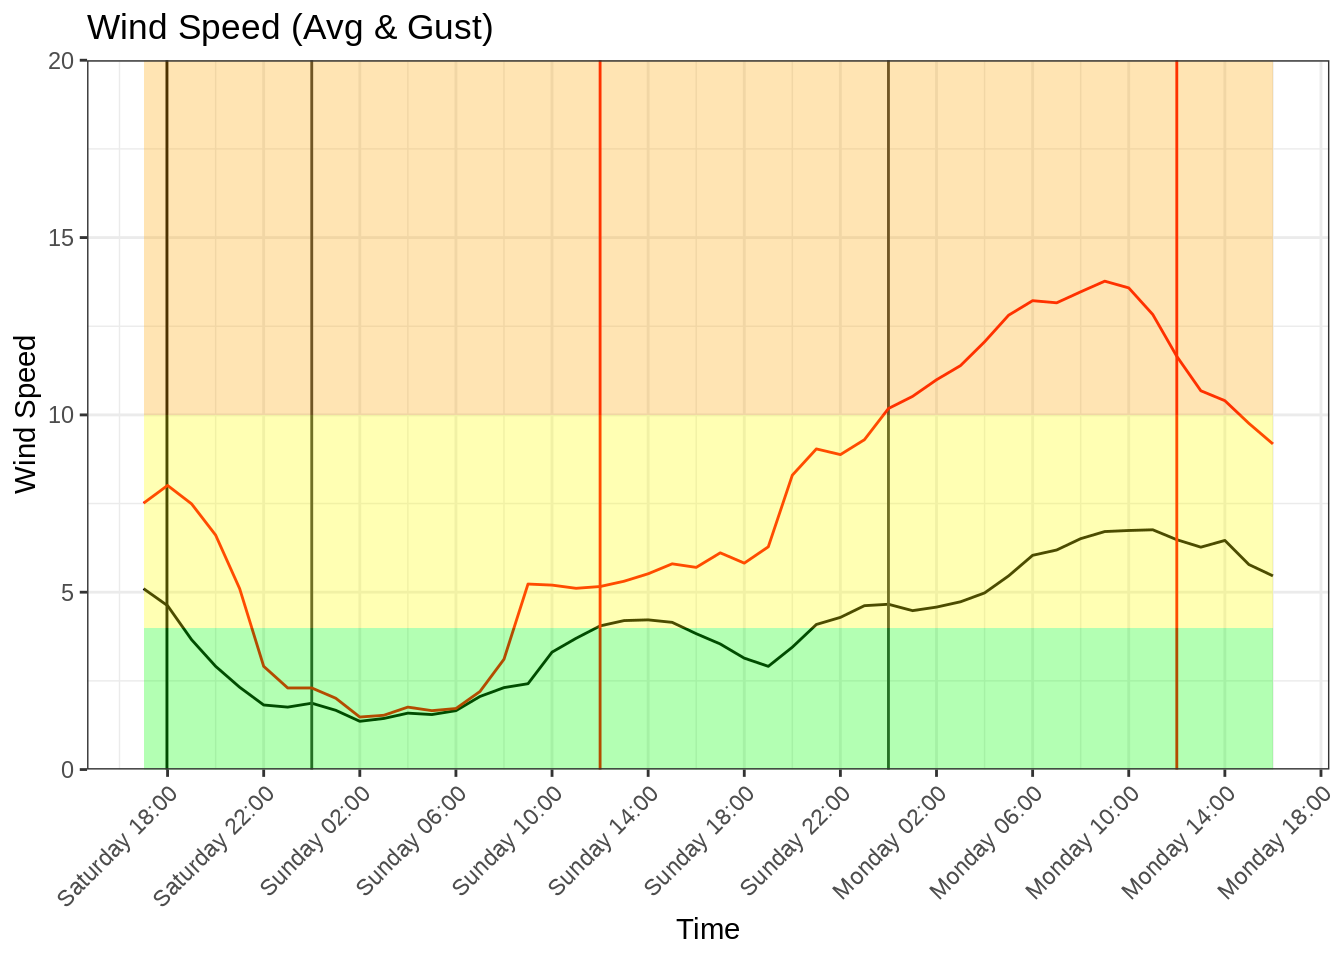 Wind Speed (Avg & Gust)
Wind Speed
20
15
10
5
0
Saturday 18:00
Saturday 22:00
Sunday 02:00
Sunday 06:00
Sunday 10:00
Sunday 14:00
Sunday 18:00
Sunday 22:00
Monday 02:00
Monday 06:00
Monday 10:00
Monday 14:00
Monday 18:00
Time